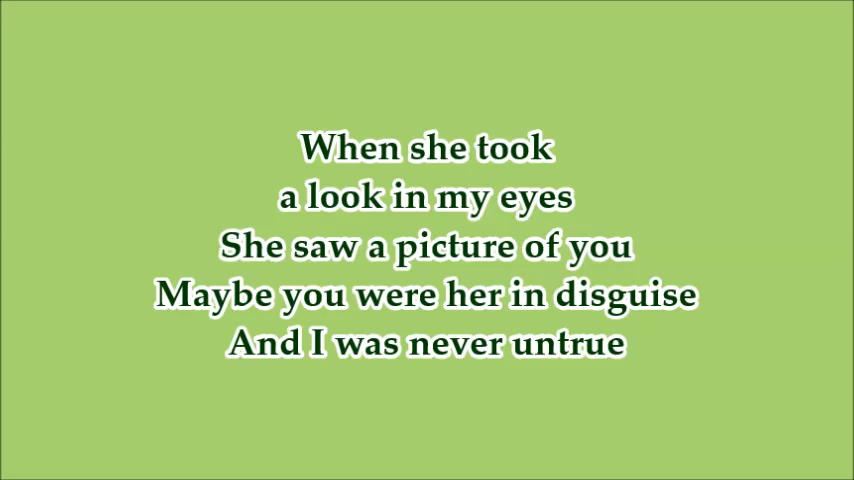 When she took
a look in my eyes
She saw a picture of you
Maybe you were her in disguise
And I was never untrue